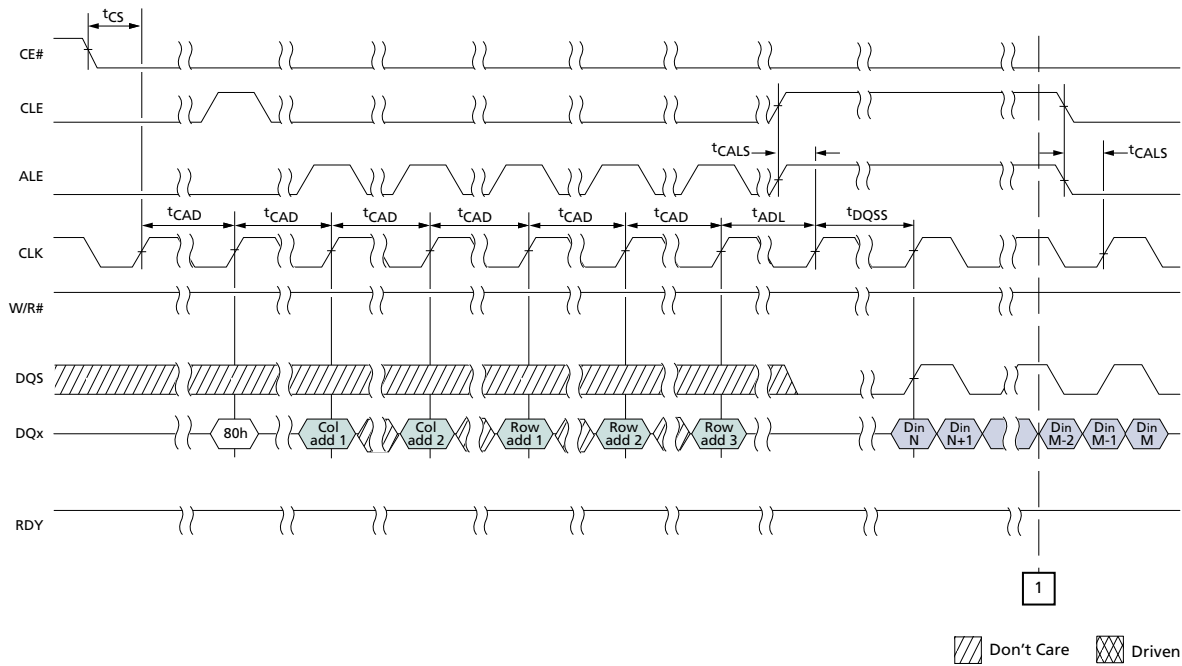 tCS
CE#
CLE
tCALS
tCALS
ALE
tCAD
tCAD
tCAD
tCAD
tCAD
tCAD
tADL
tDQSS
CLK
W/R#
DQS
DQx
80h
Col add 1
Col add 2
Row add 1
Row add 2
Row add 3
Din N
Din N+1
Din M-2
Din M-1
Din M
RDY
1
Don't Care
Driven